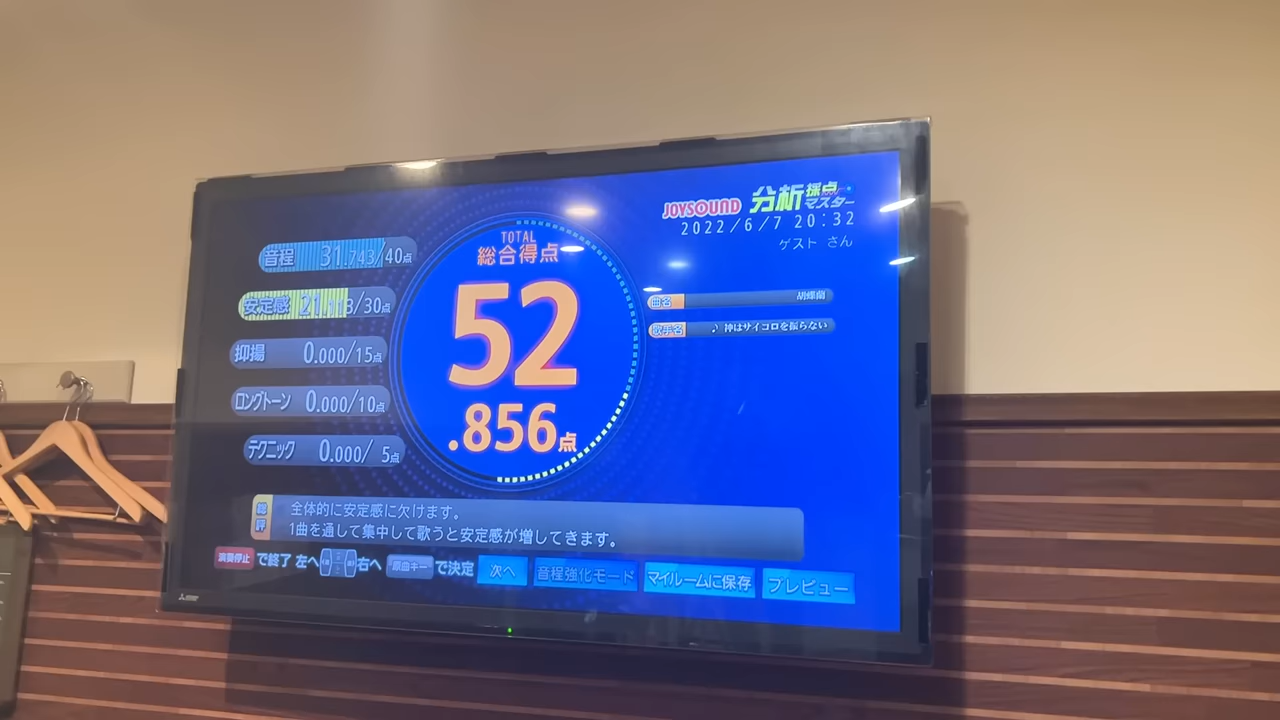 JOYSOUND 分析採点マスター
2022/6/7 20:32
ゲスト さん
音程 31.743/40点
安定感 21.113/30点
抑揚 0.000/15点
ロングトーン 0.000/10点
テクニック 0.000/ 5点
TOTAL
総合得点
52
.856点
曲名 胡蝶蘭
歌手名 ♪ 神はサイコロを振らない
総評
全体的に安定感に欠けます。
1曲を通して集中して歌うと安定感が増してきます。
演奏停止で終了 左へ 右へ 原曲キーで決定 次へ 音程強化モード マイルームに保存 プレビュー